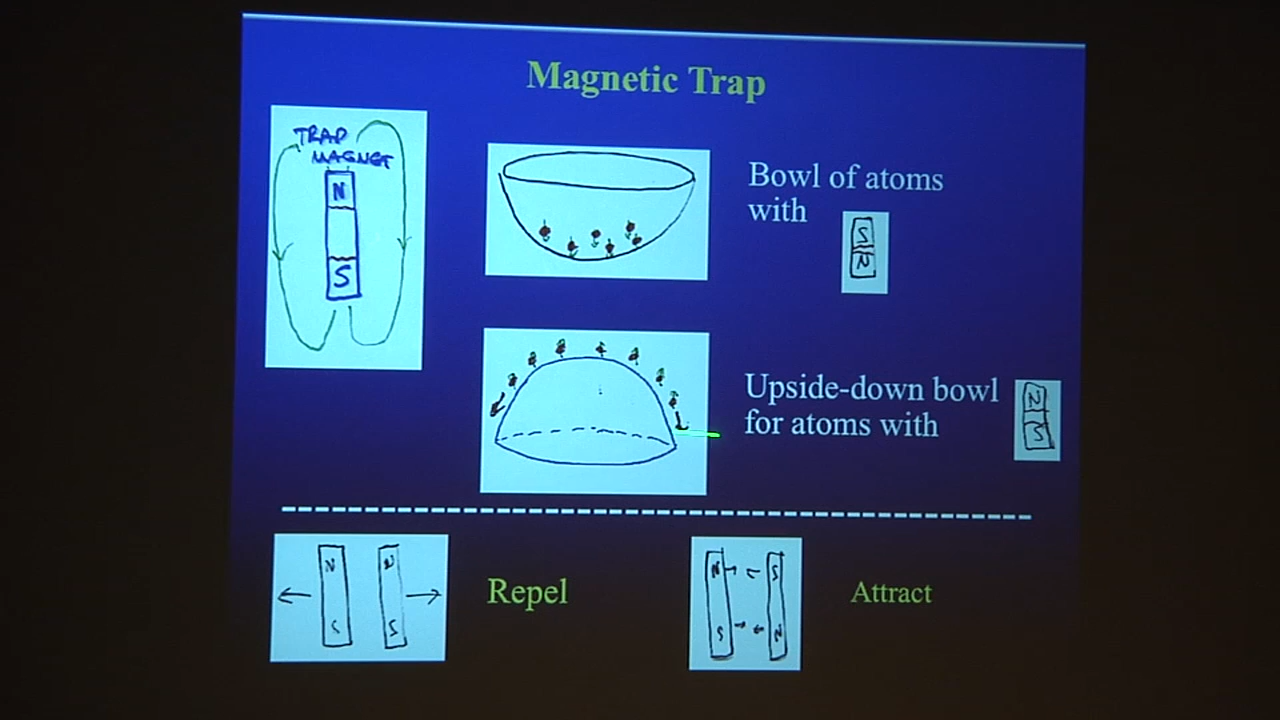 Magnetic Trap
TRAP
MAGNET
N
S
Bowl of atoms
with
S
N
Upside-down bowl
for atoms with
N
S
N N
S S
Repel
N S
S N
Attract